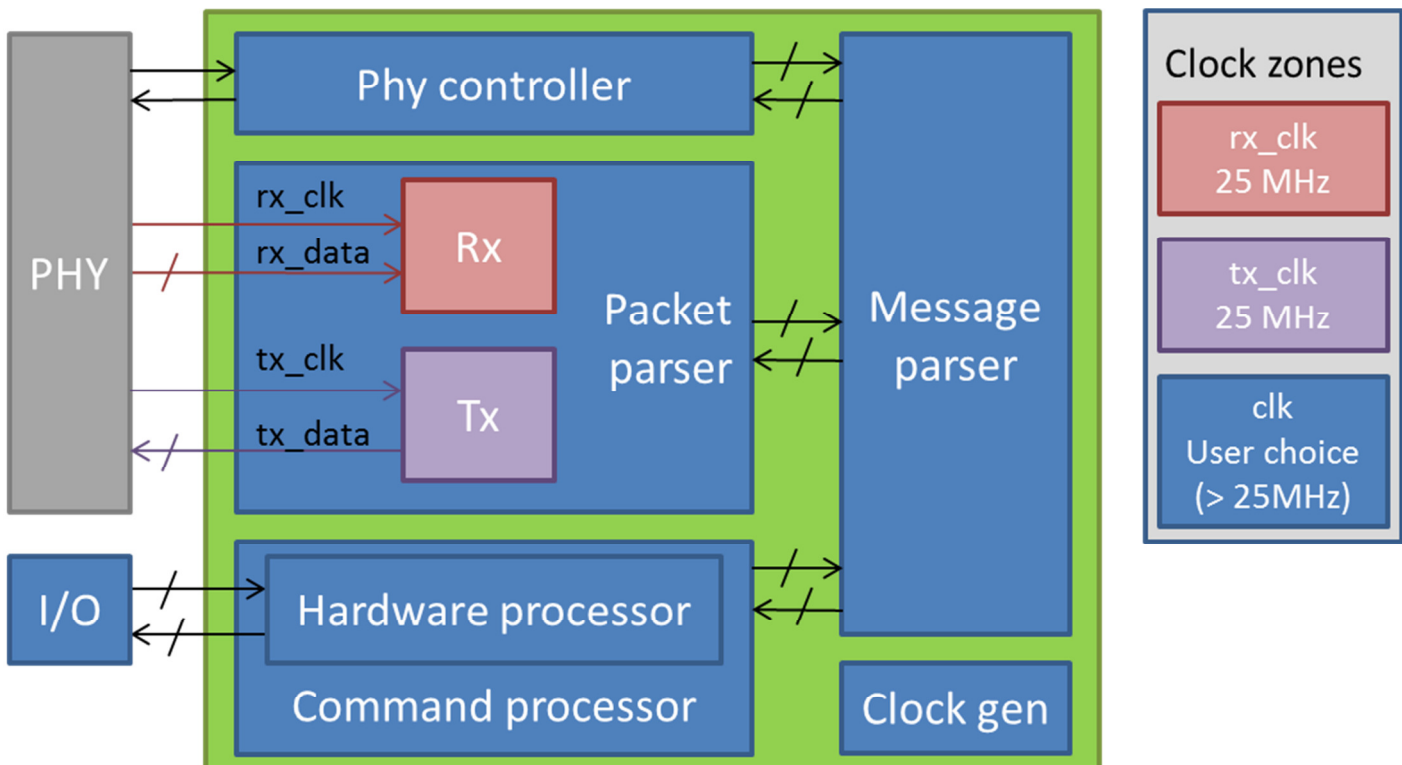 PHY
I/O
Phy controller
rx_clk
rx_data
Rx
tx_clk
tx_data
Tx
Packet
parser
Message
parser
Hardware processor
Command processor
Clock gen
Clock zones
rx_clk
25 MHz
tx_clk
25 MHz
clk
User choice
(> 25MHz)